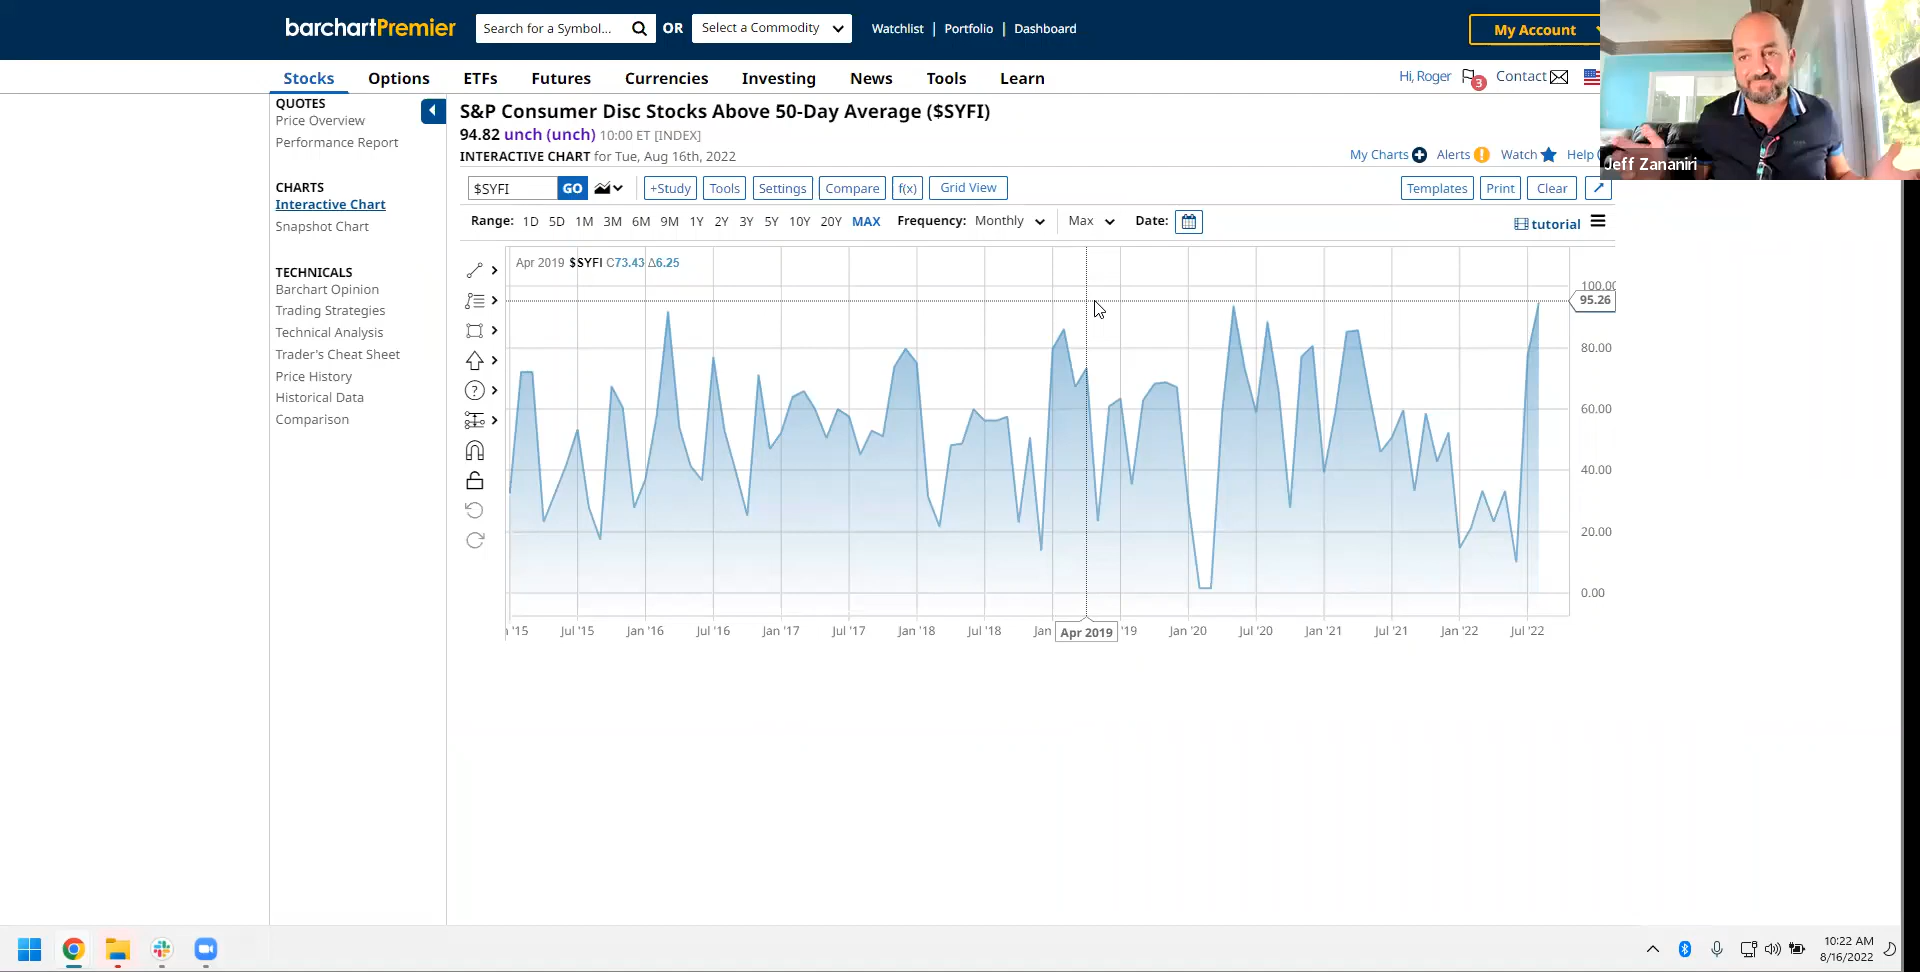 barchartPremier
Search for a Symbol... OR Select a Commodity Watchlist | Portfolio | Dashboard My Account
Stocks Options ETFs Futures Currencies Investing News Tools Learn Hi, Roger 3 Contact
Jeff Zananiri
QUOTES
Price Overview
Performance Report
CHARTS
Interactive Chart
Snapshot Chart
TECHNICALS
Barchart Opinion
Trading Strategies
Technical Analysis
Trader's Cheat Sheet
Price History
Historical Data
Comparison
S&P Consumer Disc Stocks Above 50-Day Average ($SYFI)
94.82 unch (unch) 10:00 ET [INDEX]
INTERACTIVE CHART for Tue, Aug 16th, 2022
My Charts Alerts ! Watch Help
$SYFI GO +Study Tools Settings Compare f(x) Grid View Templates Print Clear
Range: 1D 5D 1M 3M 6M 9M 1Y 2Y 3Y 5Y 10Y 20Y MAX Frequency: Monthly Max Date: tutorial
Apr 2019 $SYFI C73.43 Δ6.25
100.00
95.26
80.00
60.00
40.00
20.00
0.00
'15 Jul '15 Jan '16 Jul '16 Jan '17 Jul '17 Jan '18 Jul '18 Jan Apr 2019 '19 Jan '20 Jul '20 Jan '21 Jul '21 Jan '22 Jul '22
10:22 AM
8/16/2022